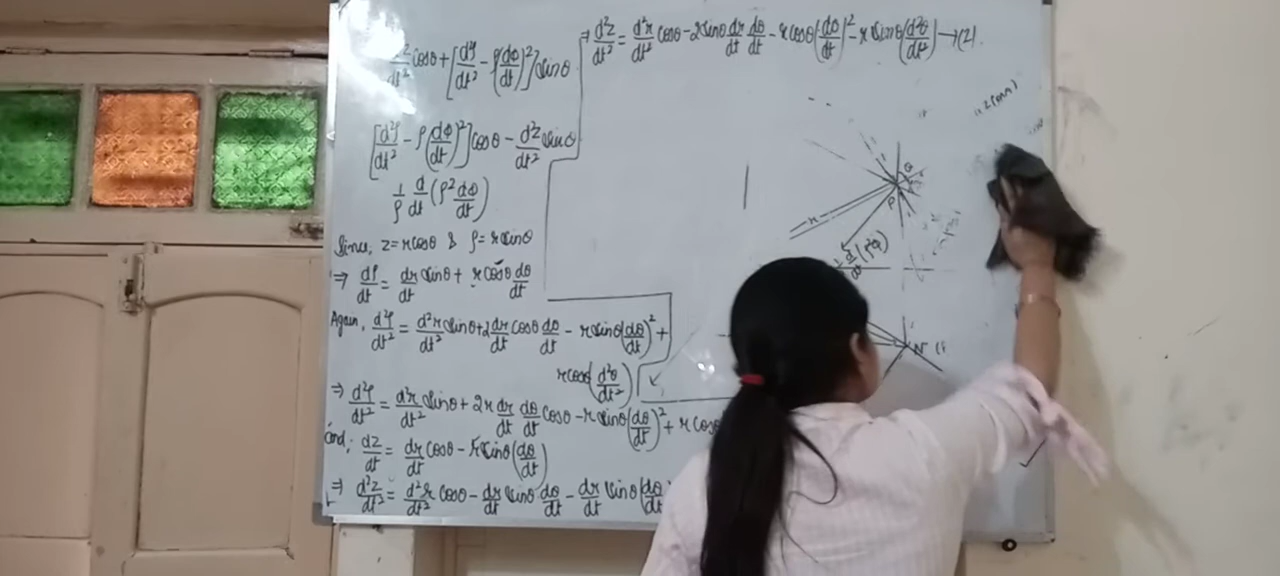 cosθ + [d²ρ/dt² - ρ(dφ/dt)²] sinθ
[d²ρ/dt² - ρ(dφ/dt)²] cosθ - d²z/dt² sinθ
1/ρ d/dt (ρ² dφ/dt)
Since, z = r cosθ & ρ = r sinθ
⇒ dρ/dt = dr/dt sinθ + r cosθ dθ/dt
Again, d²ρ/dt² = d²r/dt² sinθ + 2 dr/dt cosθ dθ/dt - r sinθ (dθ/dt)² +
r cosθ (d²θ/dt²)
⇒ d²ρ/dt² = d²r/dt² sinθ + 2r dr/dt dθ/dt cosθ - r sinθ (dθ/dt)² + r cosθ
And, dz/dt = dr/dt cosθ - r sinθ (dθ/dt)
⇒ d²z/dt² = d²r/dt² cosθ - dr/dt sinθ dθ/dt - dr/dt sinθ (dθ/dt
⇒ d²z/dt² = d²r/dt² cosθ - 2 sinθ dr/dt dθ/dt - r cosθ (dθ/dt)² - r sinθ (d²θ/dt²) → (2).
θ
P
r
N